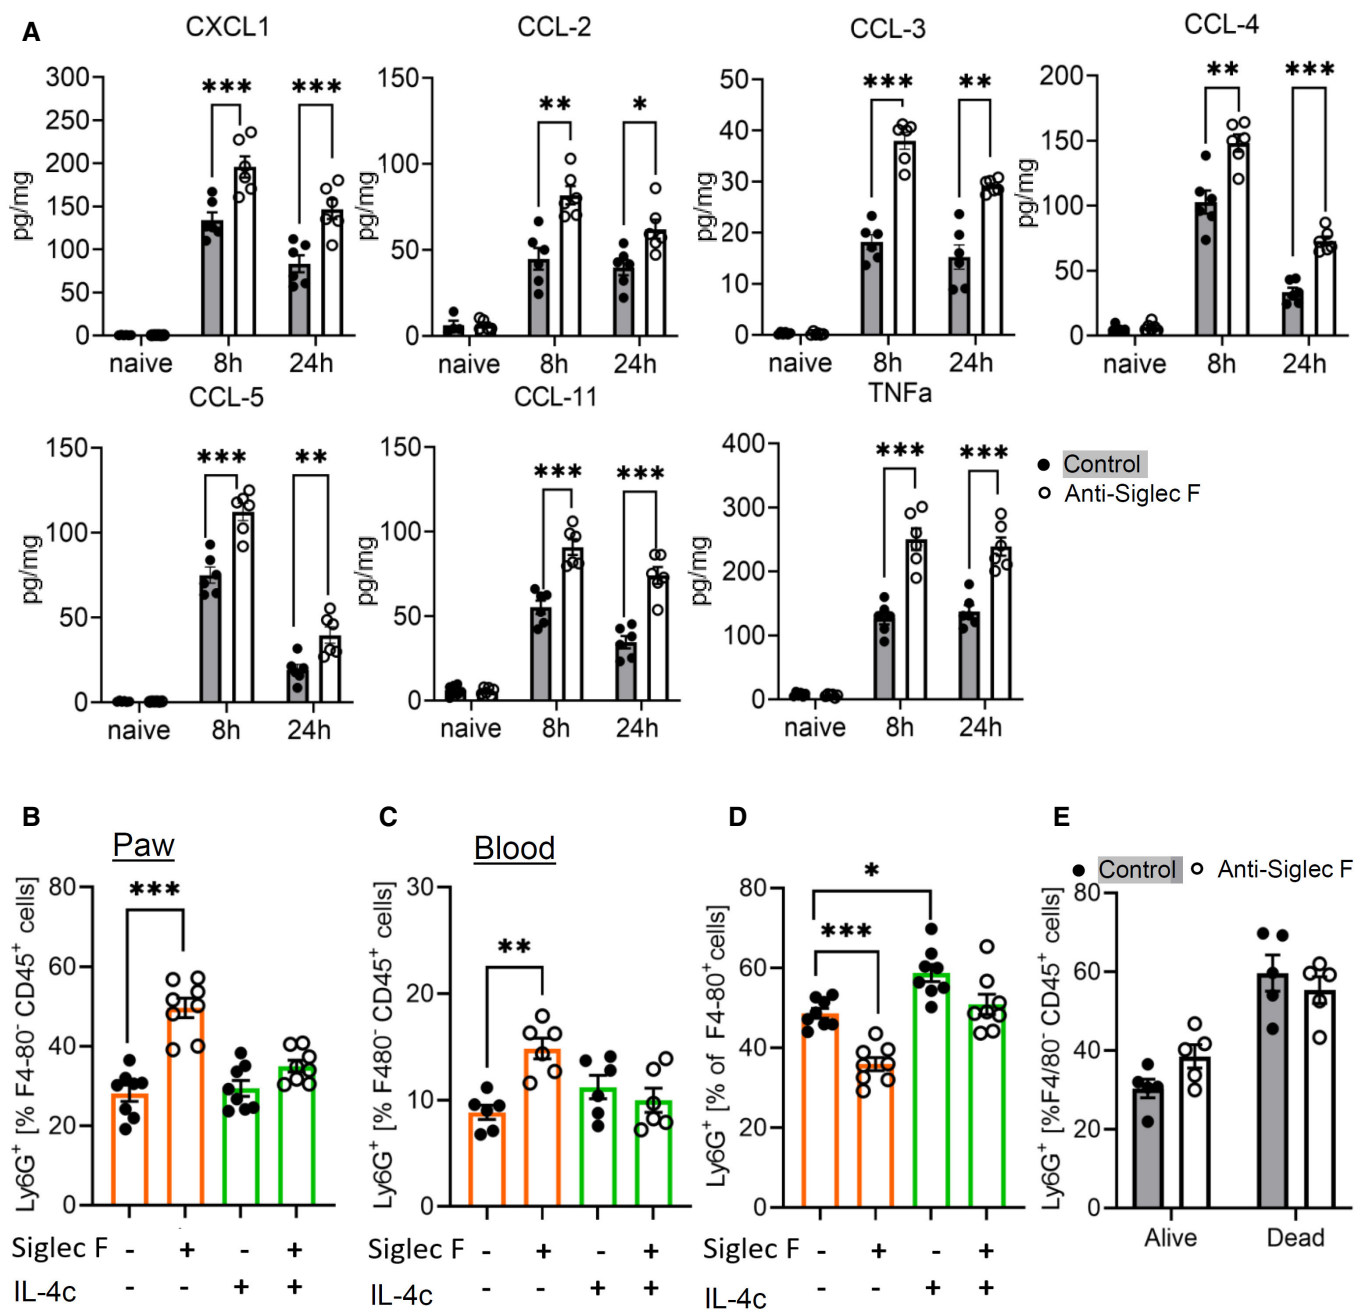 A
CXCL1
CCL-2
CCL-3
CCL-4
300
250
200
150
100
50
0
pg/mg
*** ***
naive 8h 24h
150
100
50
0
pg/mg
** *
naive 8h 24h
50
40
30
20
10
0
pg/mg
*** **
naive 8h 24h
200
150
100
50
0
pg/mg
** ***
naive 8h 24h
CCL-5
CCL-11
TNFa
150
100
50
0
pg/mg
*** **
naive 8h 24h
150
100
50
0
pg/mg
*** ***
naive 8h 24h
400
300
200
100
0
pg/mg
*** ***
naive 8h 24h
Control
Anti-Siglec F
B
Paw
Ly6G+ [% F4-80- CD45+ cells]
80
60
40
20
0
***
Siglec F - + - +
IL-4c - - + +
C
Blood
Ly6G+ [% F480- CD45+ cells]
30
20
10
0
**
Siglec F - + - +
IL-4c - - + +
D
Ly6G+ [% of F4-80+cells]
80
60
40
20
0
*
***
Siglec F - + - +
IL-4c - - + +
E
Control Anti-Siglec F
Ly6G+ [%F4/80- CD45+ cells]
80
60
40
20
0
Alive Dead